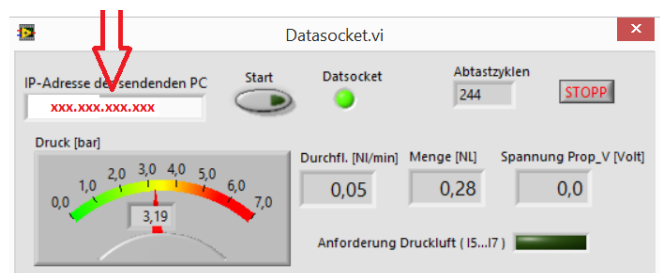 Datasocket.vi
IP-Adresse des sendenden PC
xxx.xxx.xxx.xxx
Start
Datsocket
Abtastzyklen
244
STOPP
Druck [bar]
0,0 1,0 2,0 3,0 4,0 5,0 6,0 7,0
3,19
Durchfl. [Nl/min] Menge [NL] Spannung Prop_V [Volt]
0,05 0,28 0,0
Anforderung Druckluft ( I5...I7 )